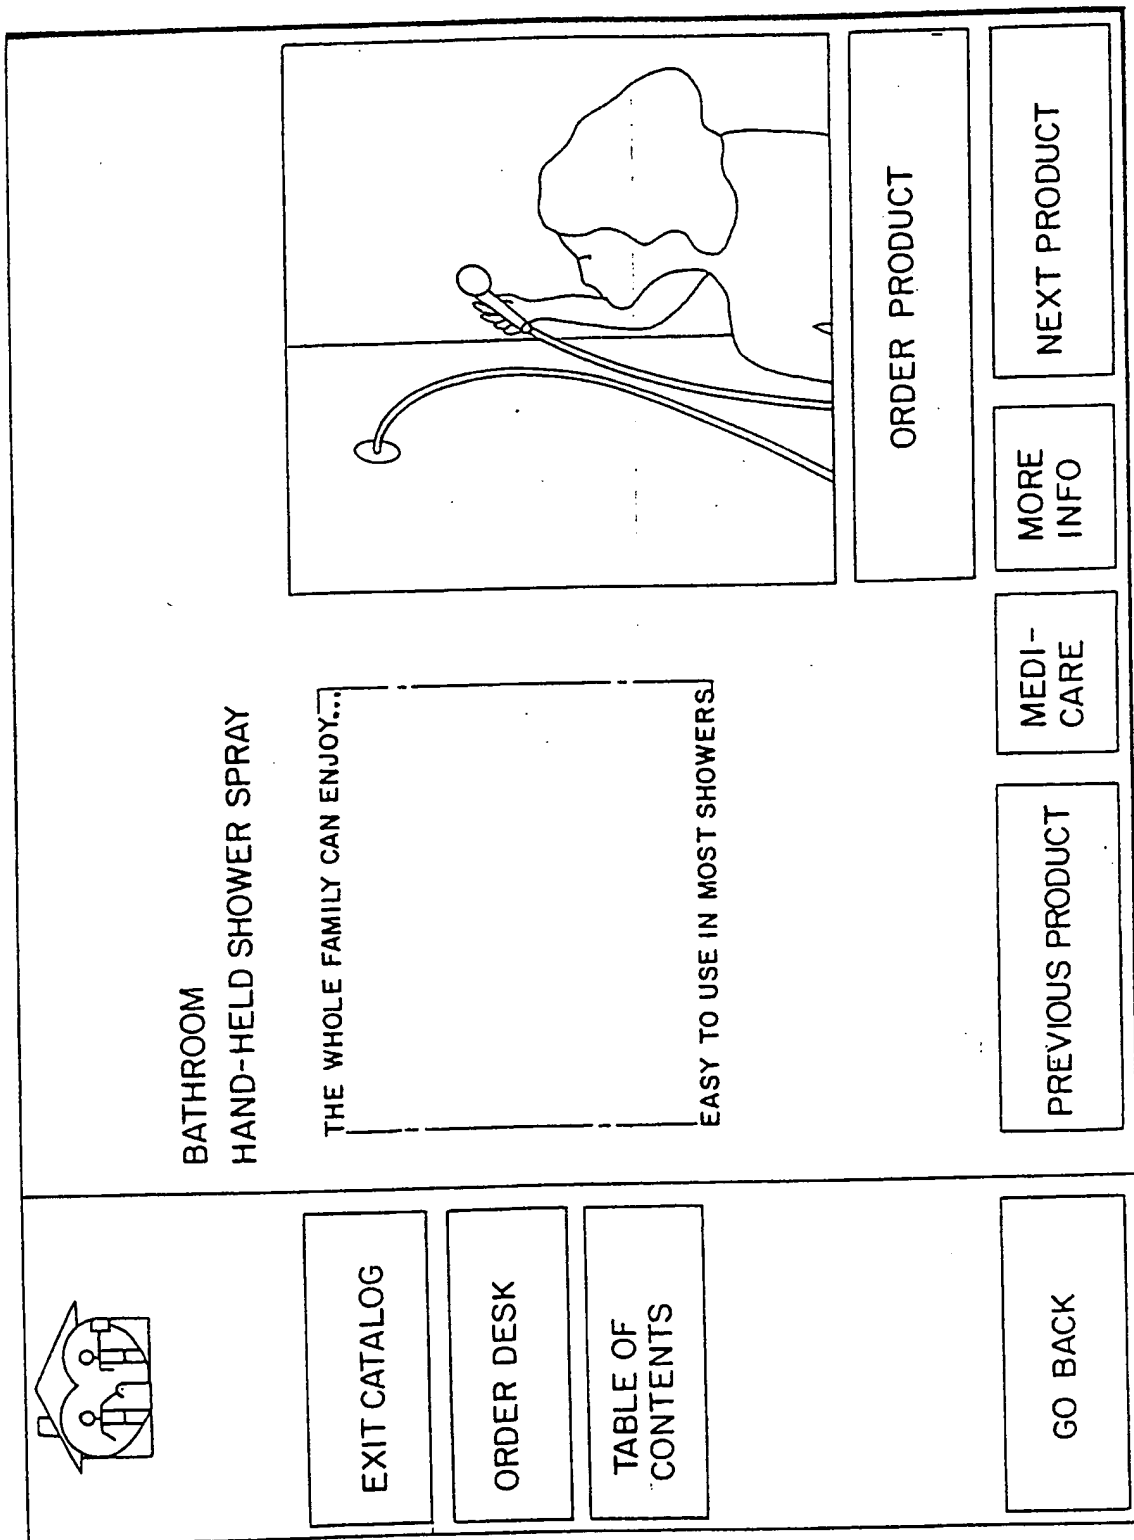 BATHROOM
HAND-HELD SHOWER SPRAY
THE WHOLE FAMILY CAN ENJOY...
EASY TO USE IN MOST SHOWERS
EXIT CATALOG
ORDER DESK
TABLE OF
CONTENTS
GO BACK
ORDER PRODUCT
PREVIOUS PRODUCT
MEDI-
CARE
MORE
INFO
NEXT PRODUCT